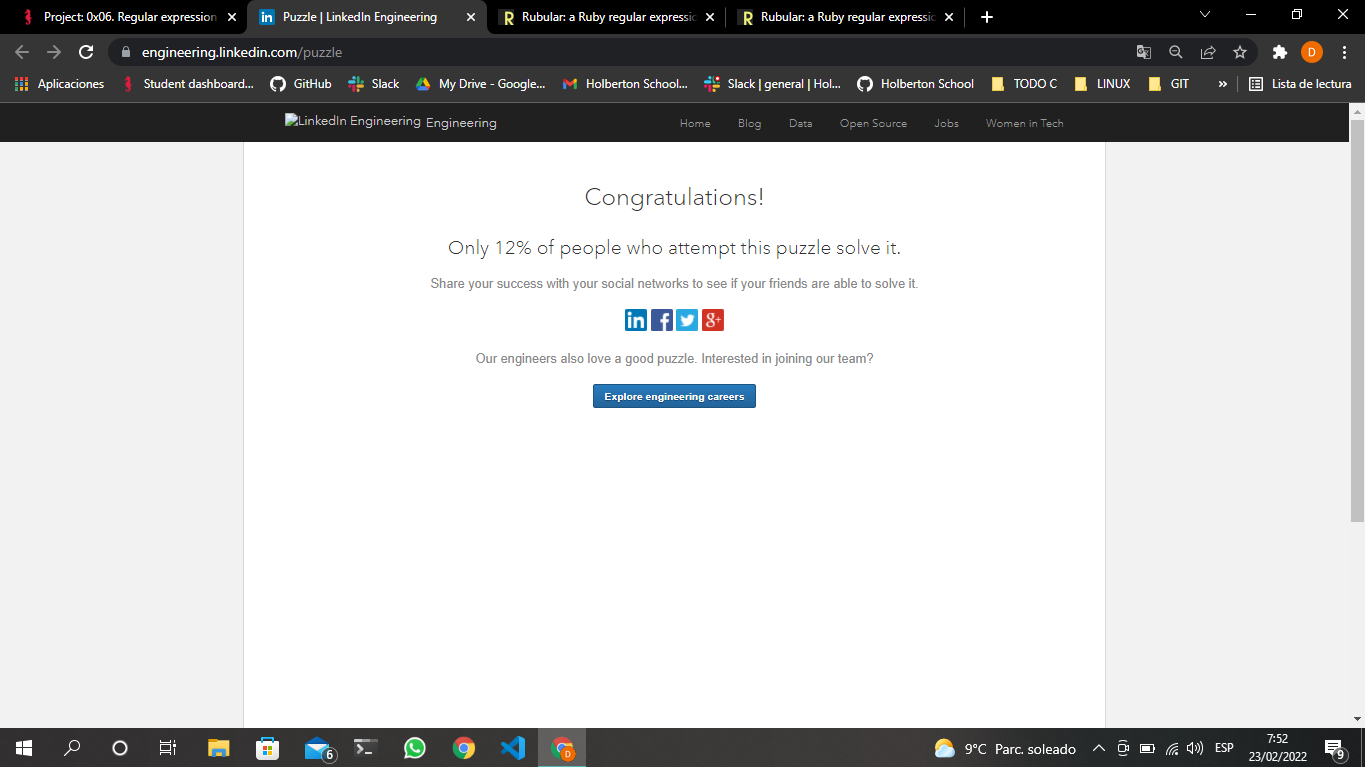 Project: 0x06. Regular expression
Puzzle | LinkedIn Engineering
Rubular: a Ruby regular expressic
Rubular: a Ruby regular expressic
engineering.linkedin.com/puzzle
D
Aplicaciones
Student dashboard...
GitHub
Slack
My Drive - Google...
Holberton School...
Slack | general | Hol...
Holberton School
TODO C
LINUX
GIT
»
Lista de lectura
LinkedIn Engineering Engineering
Home
Blog
Data
Open Source
Jobs
Women in Tech
Congratulations!
Only 12% of people who attempt this puzzle solve it.
Share your success with your social networks to see if your friends are able to solve it.
Our engineers also love a good puzzle. Interested in joining our team?
Explore engineering careers
6
D
9°C Parc. soleado
ESP
7:52
23/02/2022
9